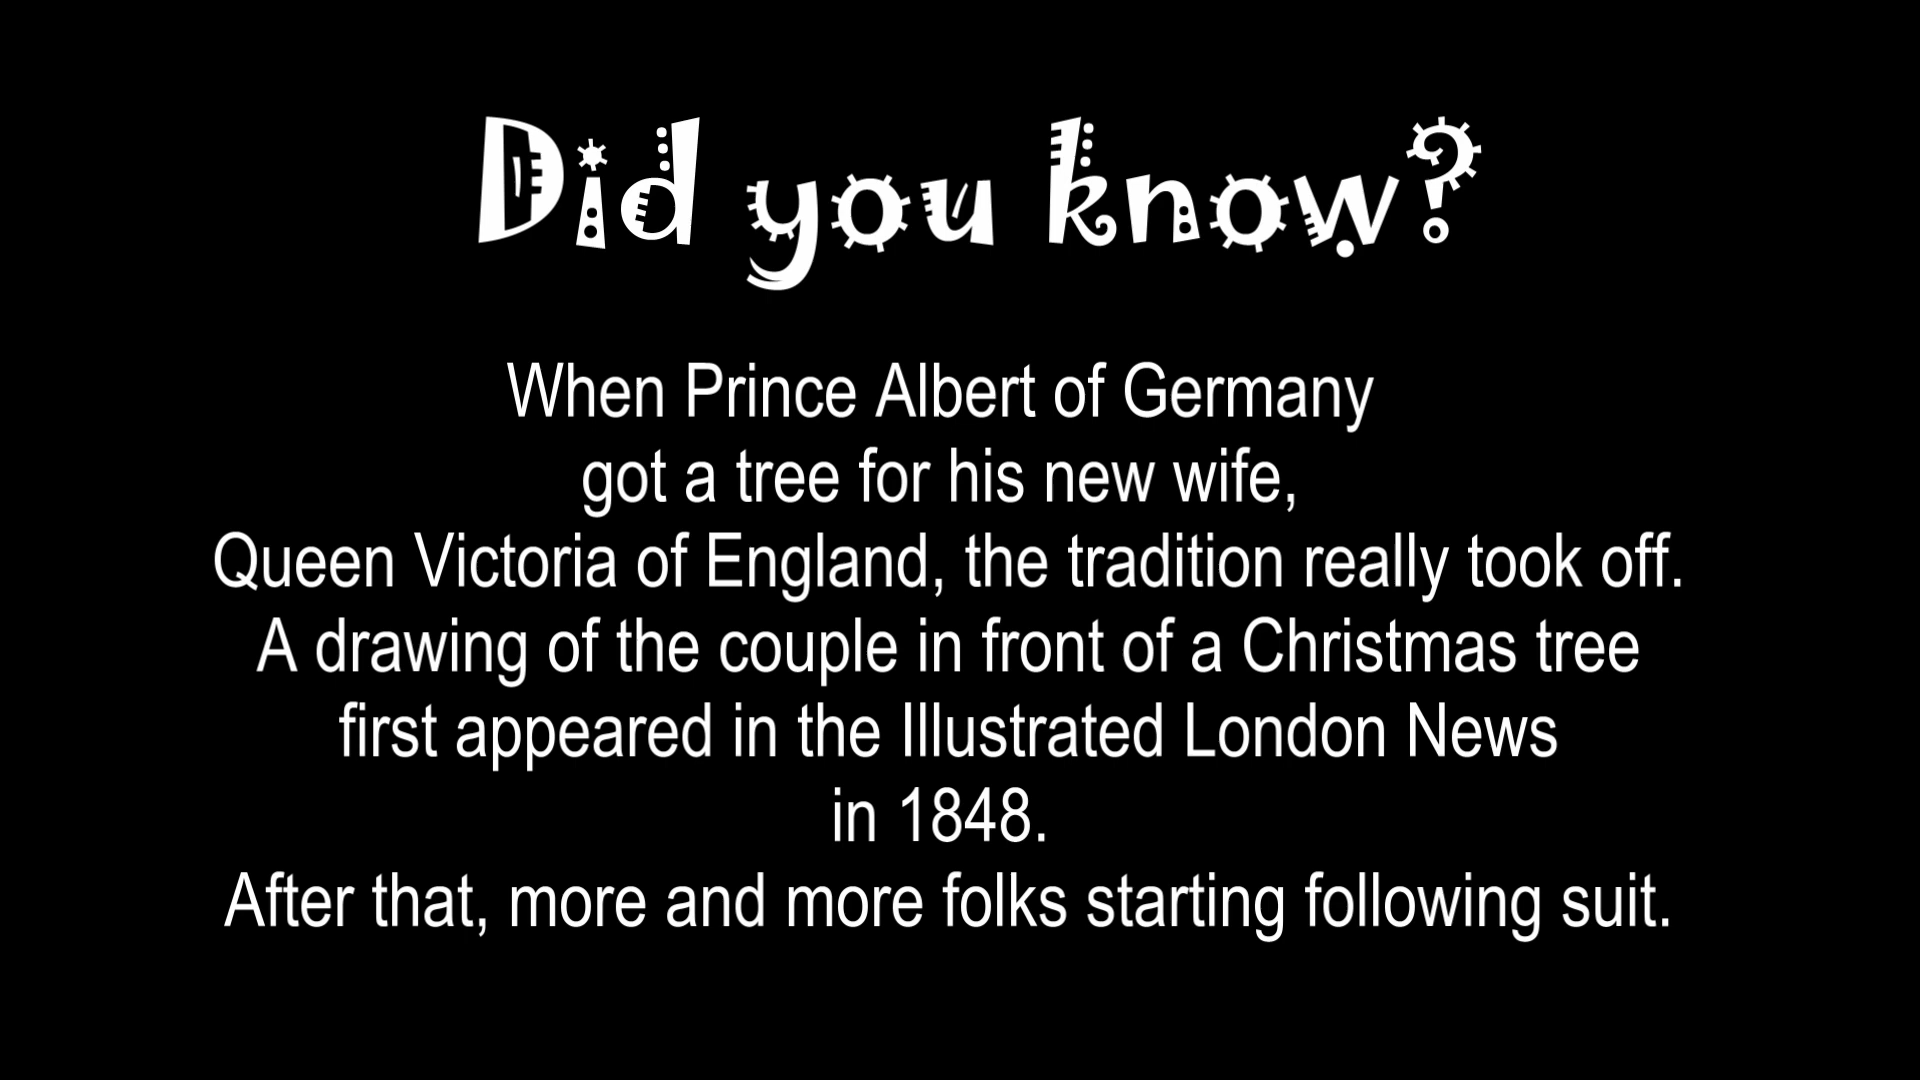 Did you know?
When Prince Albert of Germany
got a tree for his new wife,
Queen Victoria of England, the tradition really took off.
A drawing of the couple in front of a Christmas tree
first appeared in the Illustrated London News
in 1848.
After that, more and more folks starting following suit.